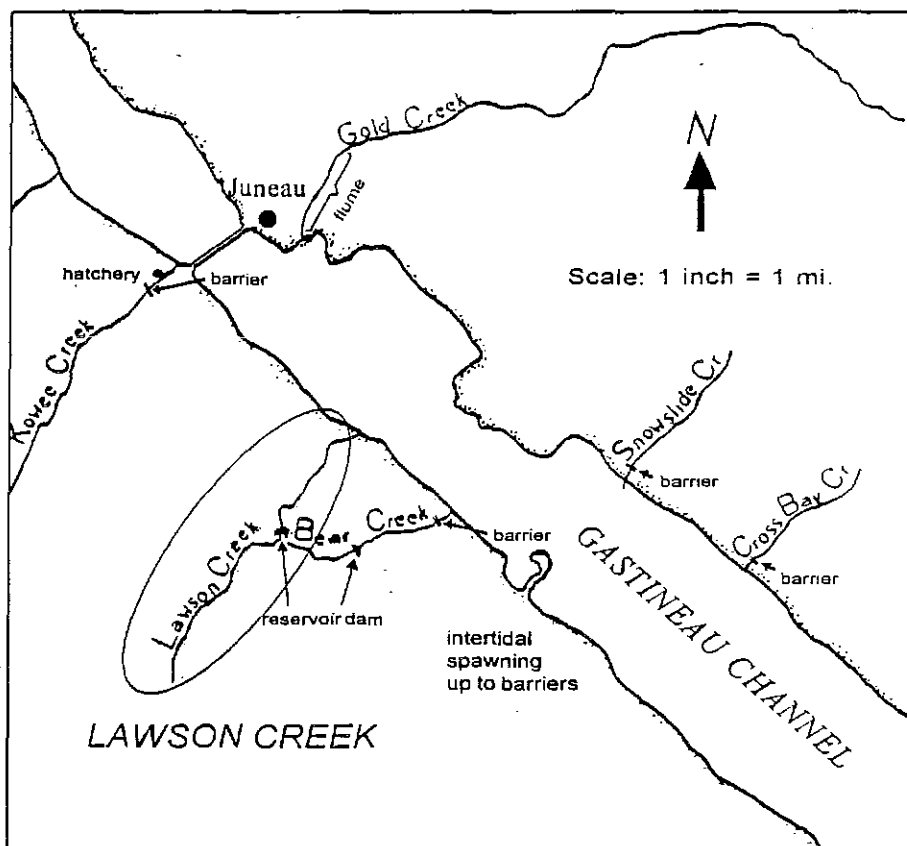 Gold Creek
N
Juneau
flume
hatchery
barrier
Scale: 1 inch = 1 mi.
Kowee Creek
Snowslide Cr
barrier
Cross Bay Cr
barrier
Bear Creek
barrier
Lawson Creek
reservoir dam
GASTINEAU CHANNEL
intertidal
spawning
up to barriers
LAWSON CREEK